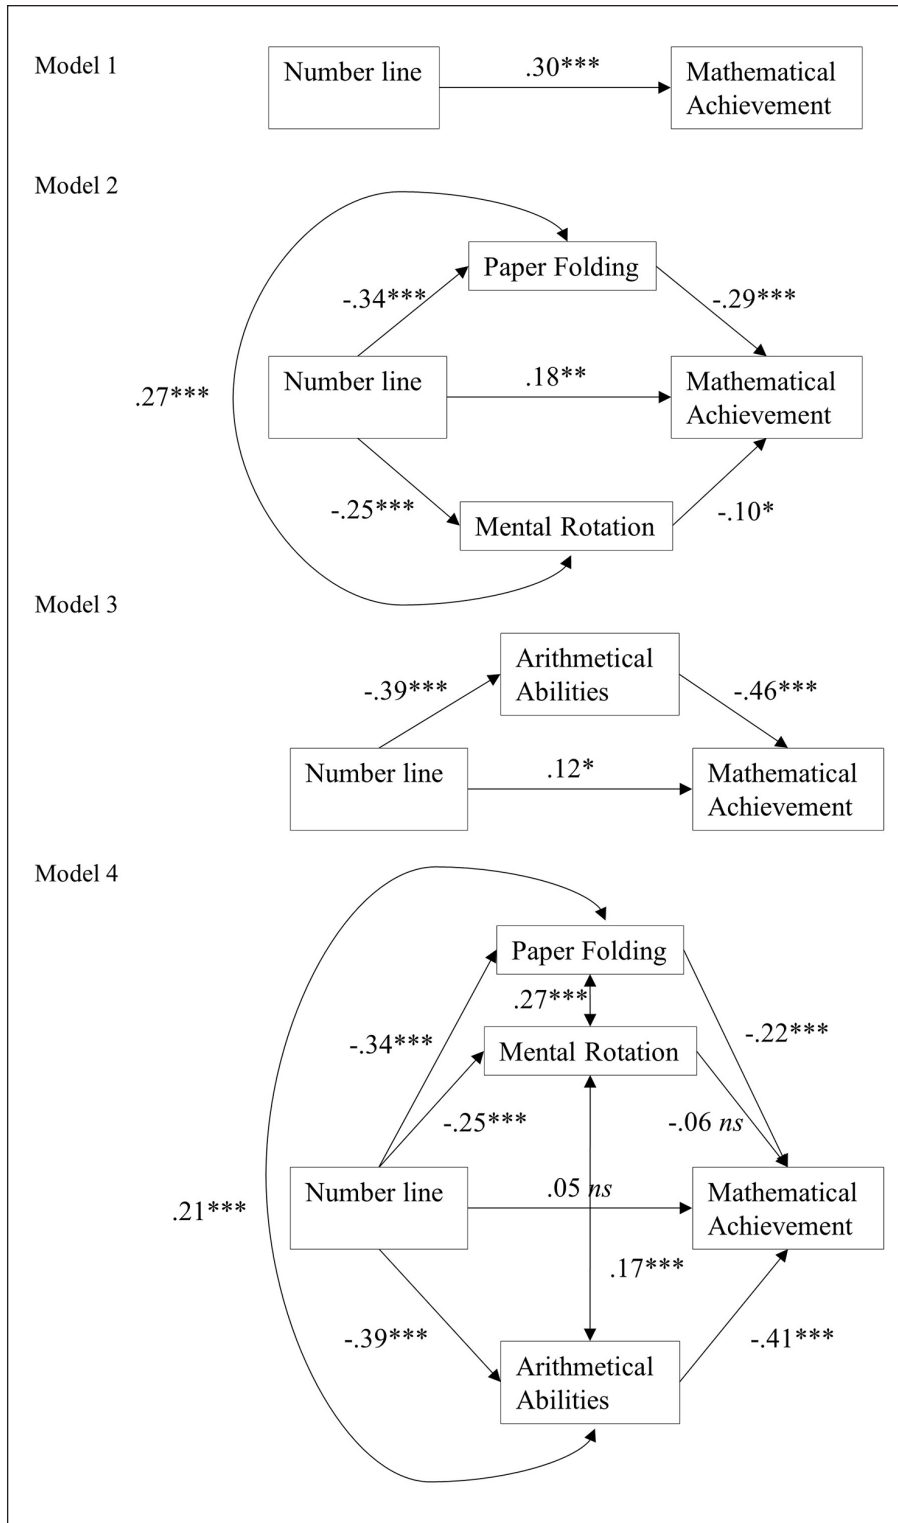 Model 1
Number line
.30***
Mathematical
Achievement
Model 2
Paper Folding
-.34***
-.29***
Number line
.18**
Mathematical
Achievement
.27***
-.25***
Mental Rotation
-.10*
Model 3
Arithmetical
Abilities
-.39***
-.46***
Number line
.12*
Mathematical
Achievement
Model 4
Paper Folding
.27***
-.34***
-.22***
Mental Rotation
-.25***
-.06 ns
Number line
.05 ns
Mathematical
Achievement
.21***
.17***
-.39***
-.41***
Arithmetical
Abilities